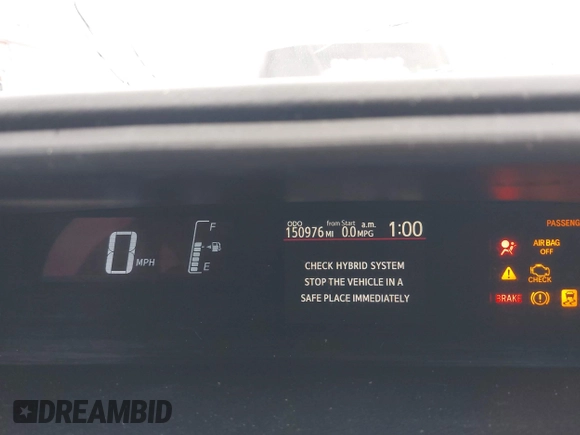 PASSENG
ODO from Start a.m.
150976 MI 0.0 MPG 1:00
F
0 MPH
E
CHECK HYBRID SYSTEM
STOP THE VEHICLE IN A
SAFE PLACE IMMEDIATELY
AIR BAG
OFF
CHECK
BRAKE
DREAMBID